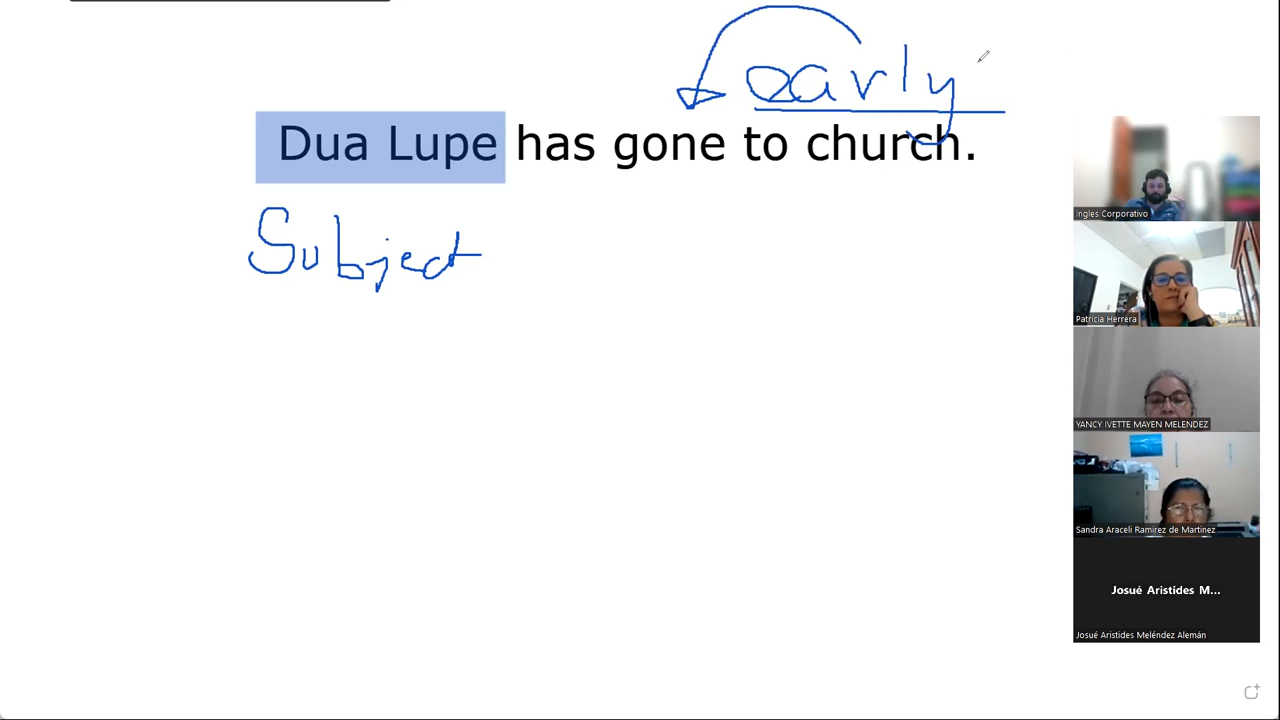 early
Dua Lupe has gone to church.
Subject
Ingles Corporativo
Patricia Herrera
YANCY IVETTE MAYEN MELENDEZ
Sandra Araceli Ramirez de Martinez
Josué Aristides M...
Josué Aristides Meléndez Alemán